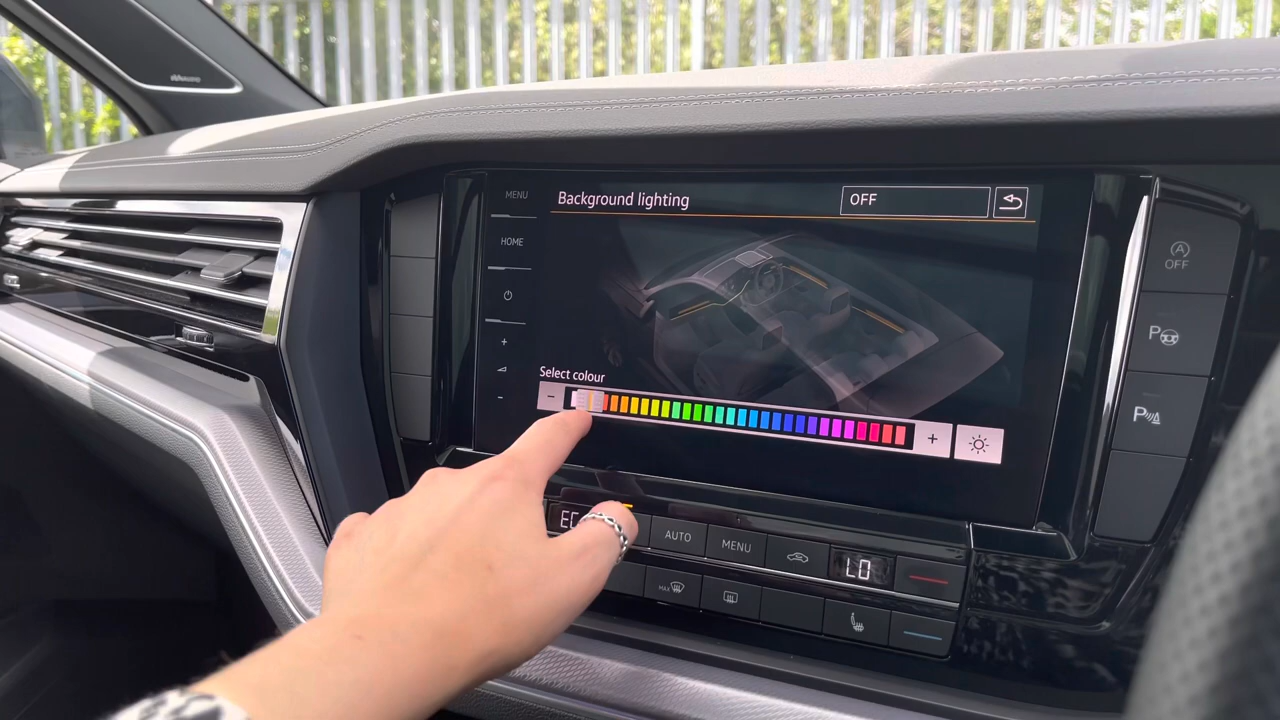 MENU
Background lighting
OFF
HOME
OFF
P
P
Select colour
-
+
+
-
AUTO
MENU
LO
MAX